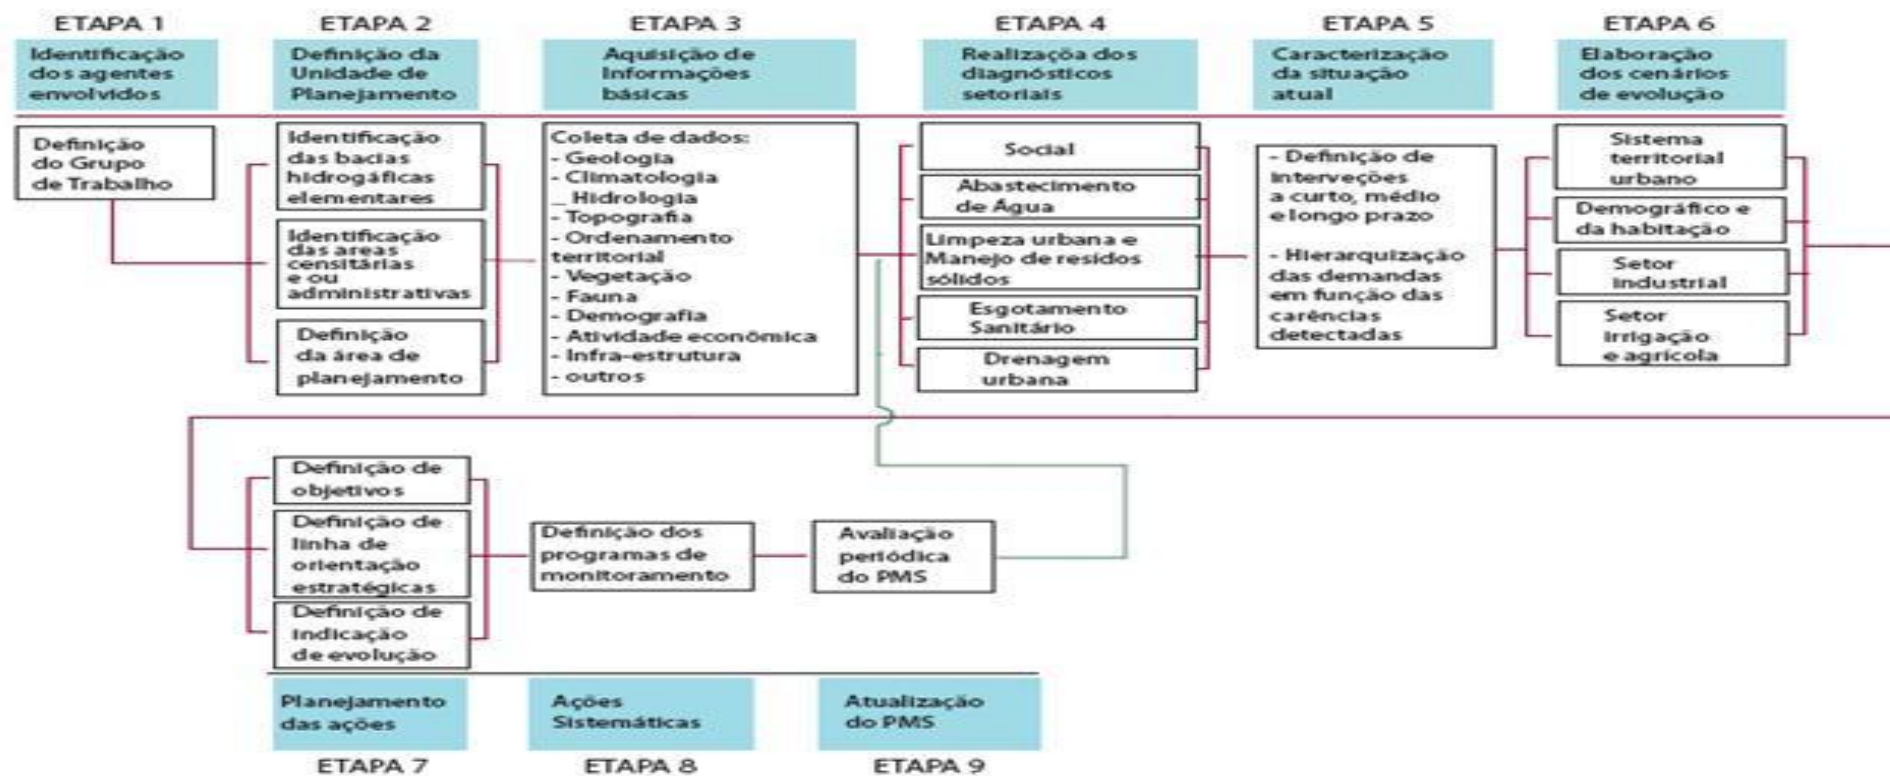 ETAPA 1
Identificação
dos agentes
envolvidos
Definição
do Grupo
de Trabalho
ETAPA 2
Definição da
Unidade de
Planejamento
Identificação
das bacias
hidrogáficas
elementares
Identificação
das areas
censitárias
e ou
administrativas
Definição
da área de
planejamento
ETAPA 3
Aquisição de
Informações
básicas
Coleta de dados:
- Geologia
- Climatologia
_ Hidrologia
- Topografia
- Ordenamento
territorial
- Vegetação
- Fauna
- Demografia
- Atividade econômica
- Infra-estrutura
- outros
ETAPA 4
Realizaçõa dos
diagnósticos
setoriais
Social
Abastecimento
de Água
Limpeza urbana e
Manejo de resídos
sólidos
Esgotamento
Sanitário
Drenagem
urbana
ETAPA 5
Caracterização
da situação
atual
- Definição de
interveções
a curto, médio
e longo prazo
- Hierarquização
das demandas
em função das
carências
detectadas
ETAPA 6
Elaboração
dos cenários
de evolução
Sistema
territorial
urbano
Demográfico e
da habitação
Setor
industrial
Setor
irrigação
e agrícola
Definição de
objetivos
Definição de
linha de
orientação
estratégicas
Definição de
indicação
de evolução
Planejamento
das ações
ETAPA 7
Definição dos
programas de
monitoramento
Ações
Sistemáticas
ETAPA 8
Avaliação
periódica
do PMS
Atualização
do PMS
ETAPA 9